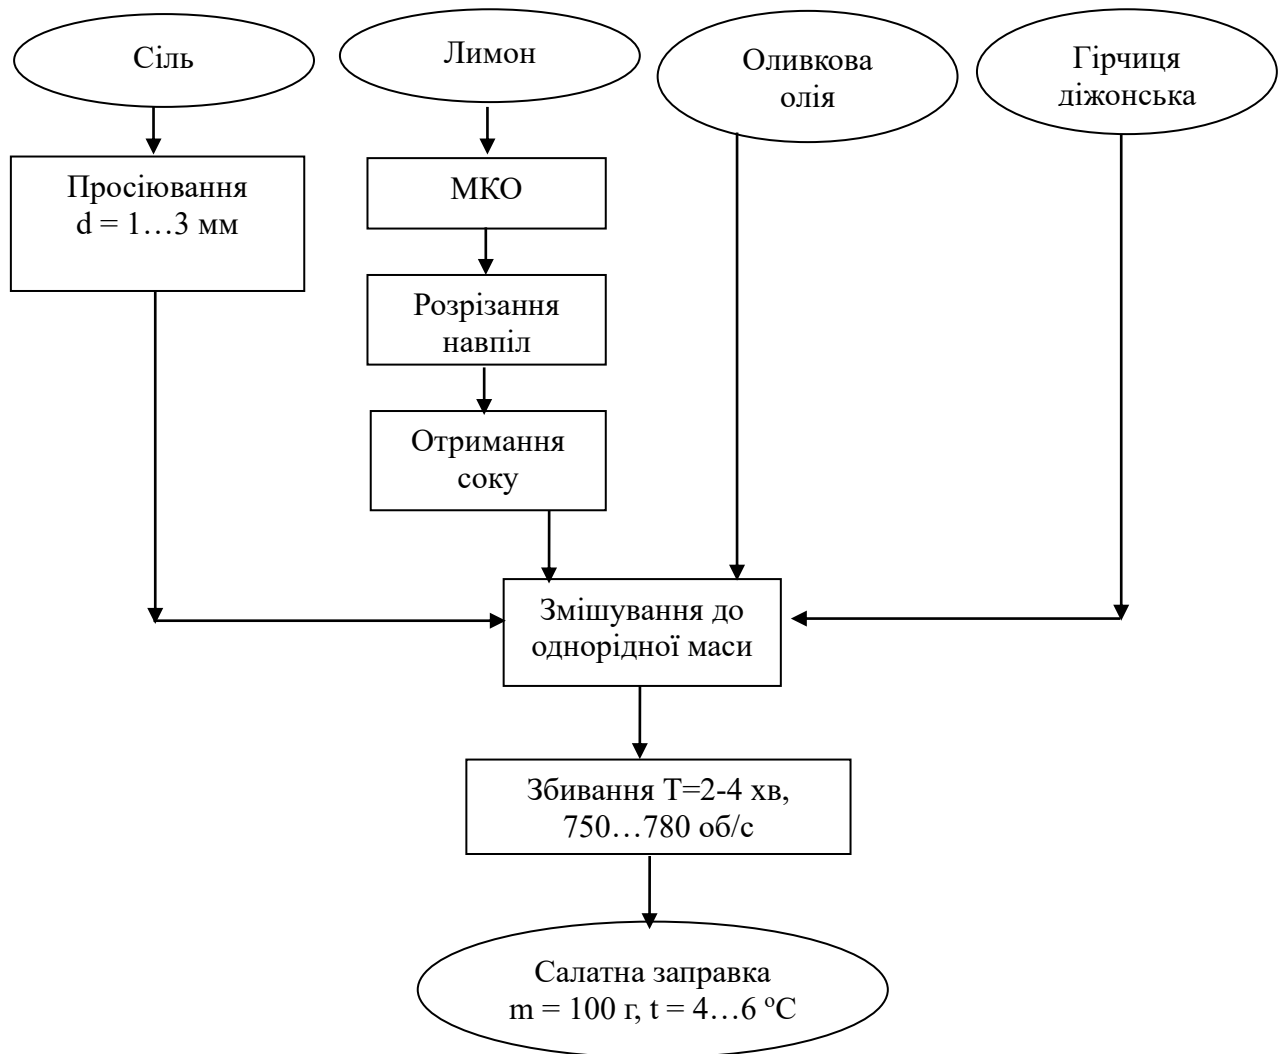 Сіль
Лимон
Оливкова
олія
Гірчиця
діжонська
Просіювання
d = 1…3 мм
МКО
Розрізання
навпіл
Отримання
соку
Змішування до
однорідної маси
Збивання Т=2-4 хв,
750…780 об/с
Салатна заправка
m = 100 г, t = 4…6 ºС